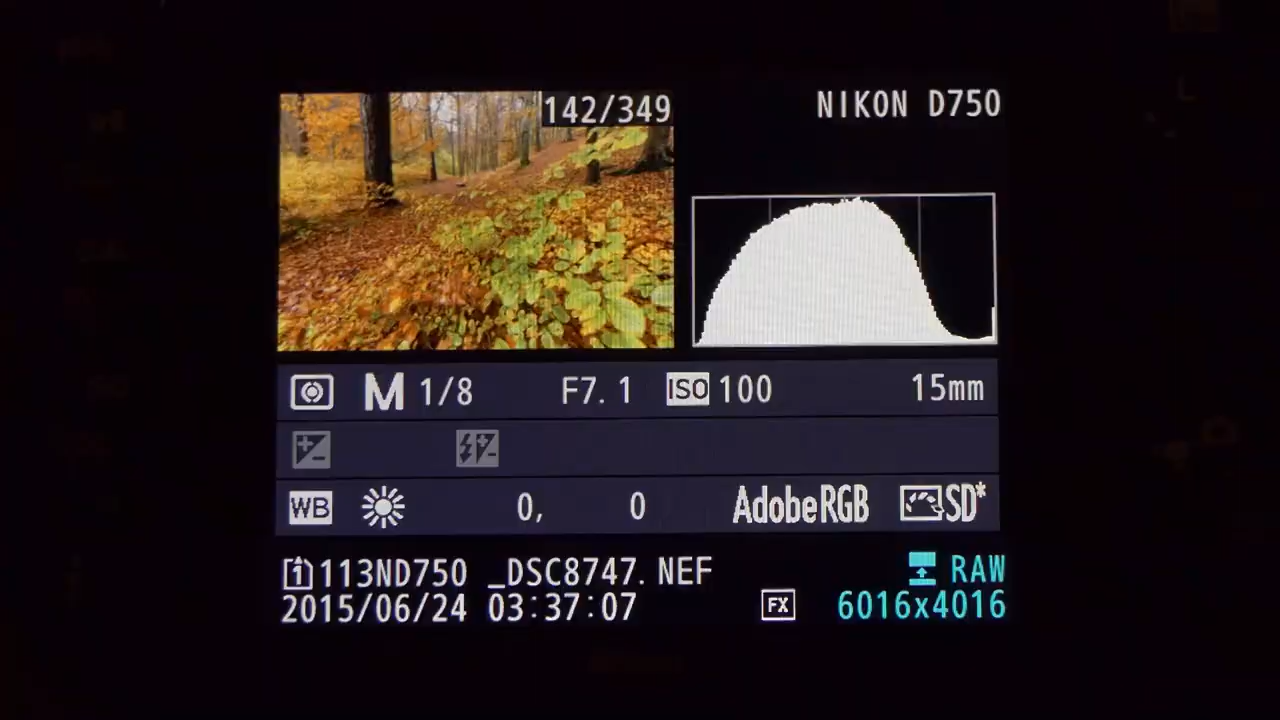 142/349
NIKON D750
M 1/8 F7.1 ISO 100 15mm
WB 0, 0 AdobeRGB SD*
1 113ND750 _DSC8747.NEF RAW
2015/06/24 03:37:07 FX 6016x4016